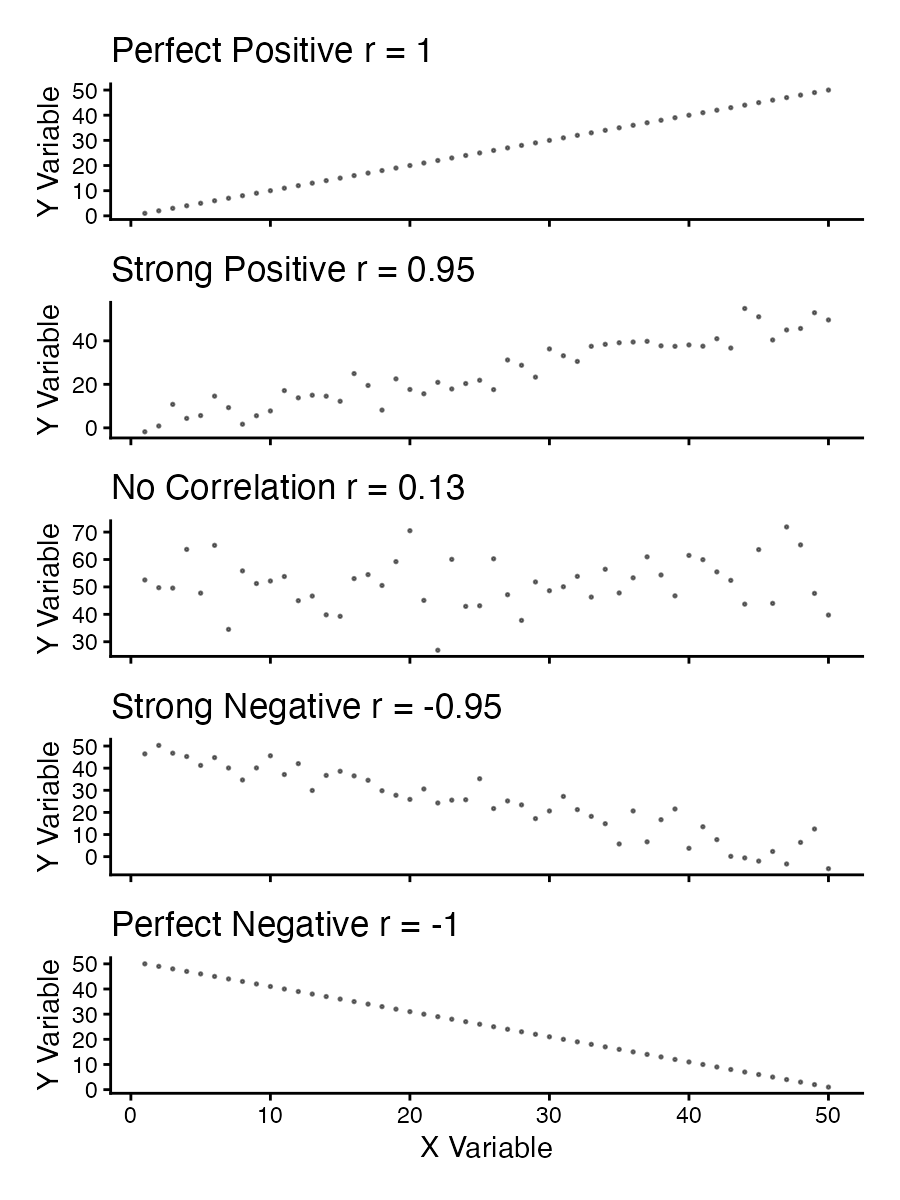 Perfect Positive r = 1
Y Variable
50
40
30
20
10
0
Strong Positive r = 0.95
Y Variable
40
20
0
No Correlation r = 0.13
Y Variable
70
60
50
40
30
Strong Negative r = -0.95
Y Variable
50
40
30
20
10
0
Perfect Negative r = -1
Y Variable
50
40
30
20
10
0
0 10 20 30 40 50
X Variable